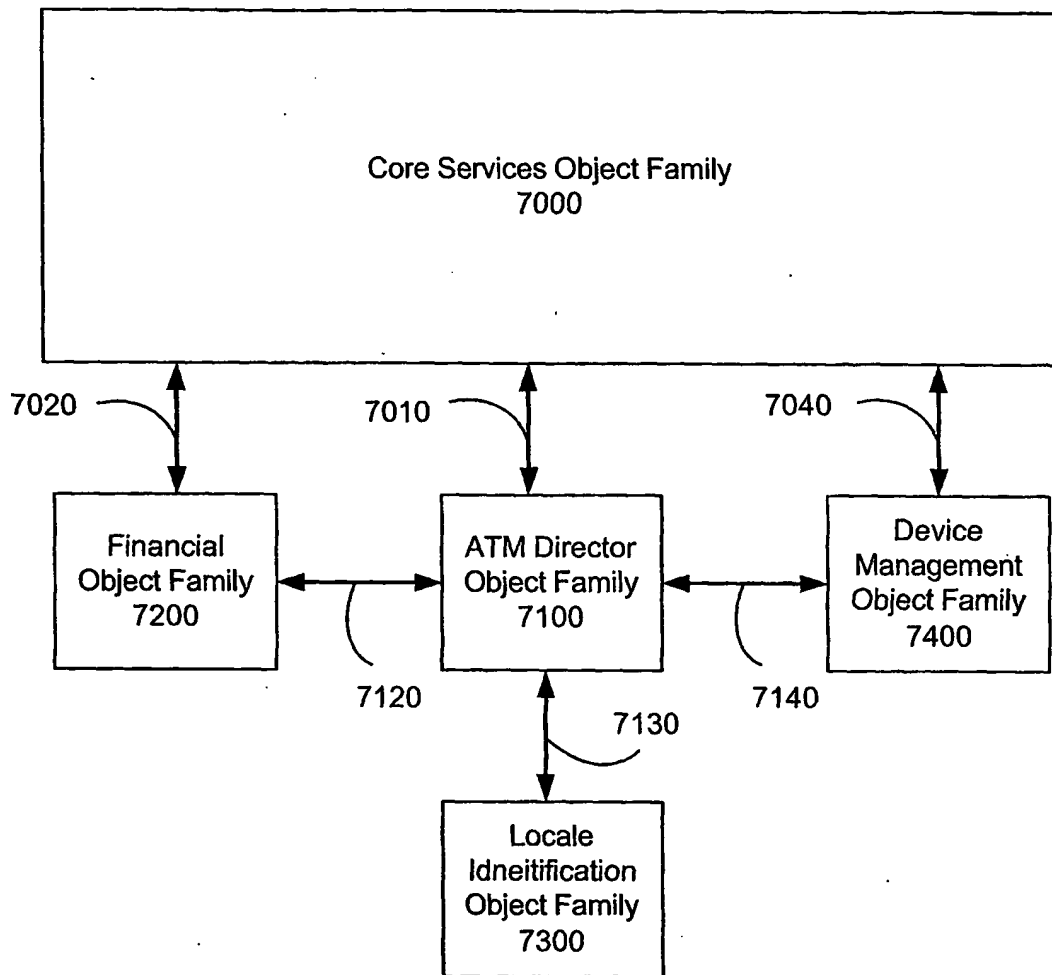 Core Services Object Family
7000
7020
7010
7040
Financial
Object Family
7200
ATM Director
Object Family
7100
Device
Management
Object Family
7400
7120
7140
7130
Locale
Idneitification
Object Family
7300